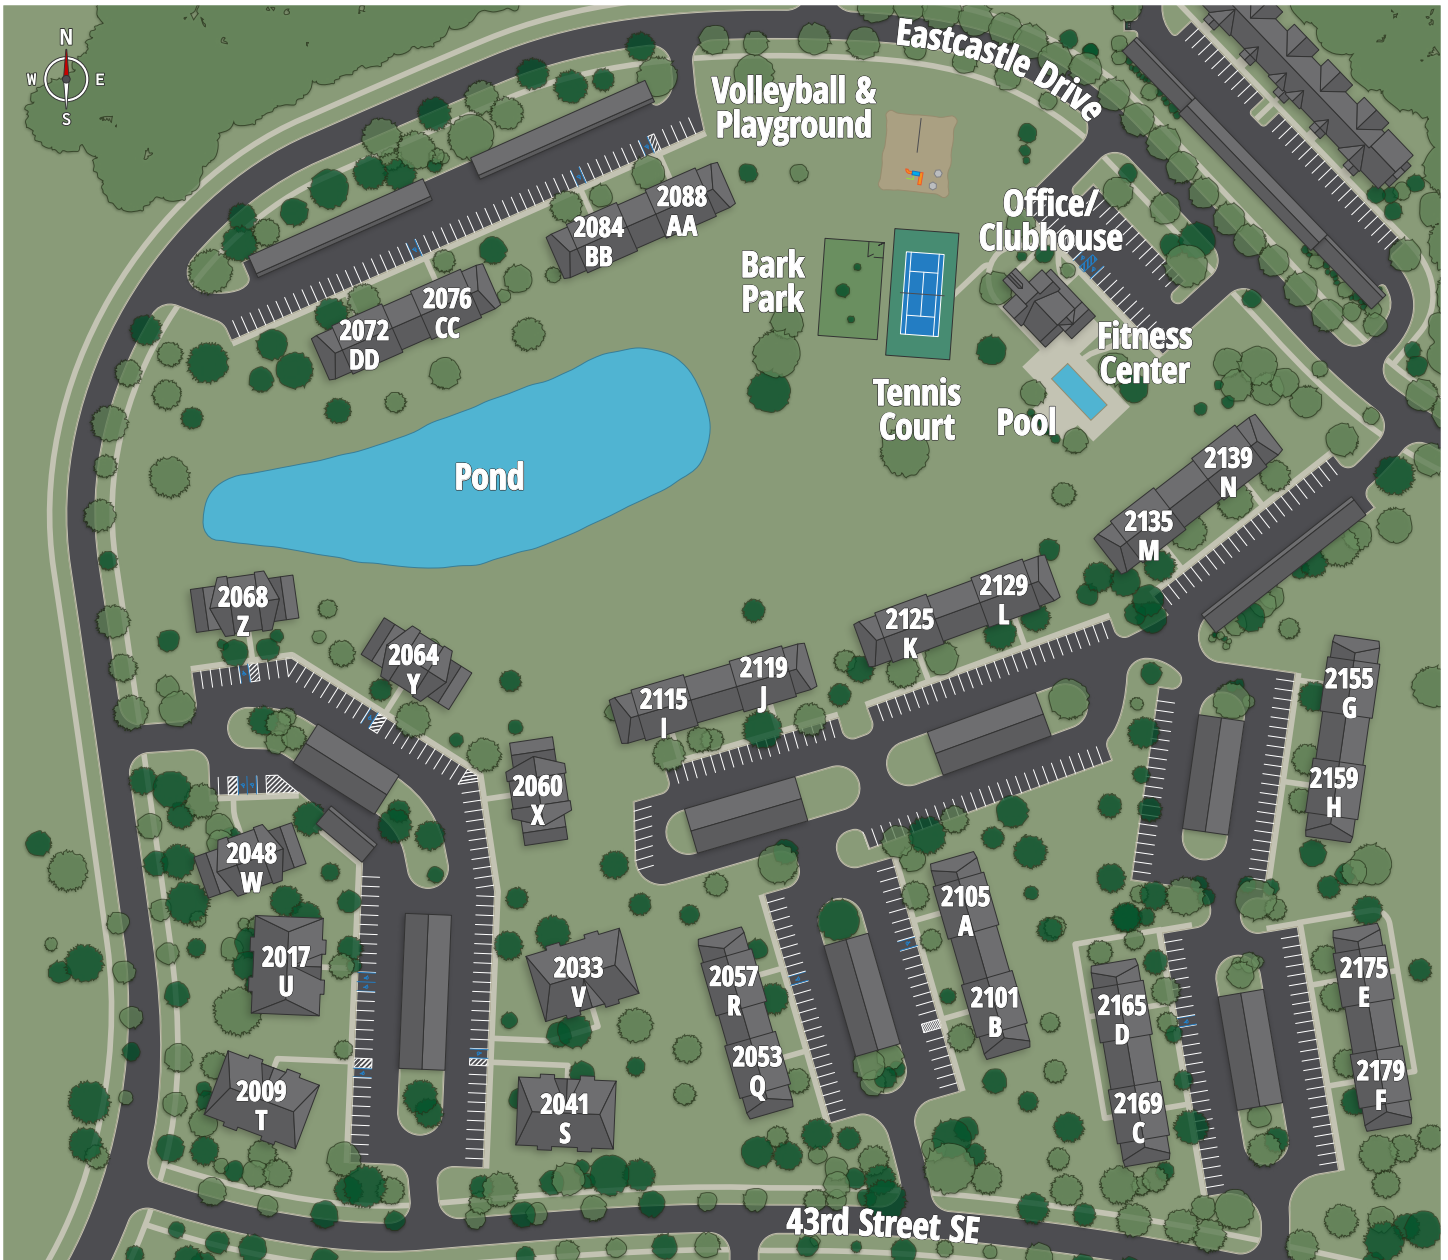 N
W E
S
Eastcastle Drive
Volleyball &
Playground
2088
AA
2084
BB
Office/
Clubhouse
Bark
Park
2076
CC
2072
DD
Fitness
Center
Tennis
Court
Pool
Pond
2139
N
2135
M
2129
L
2125
K
2068
Z
2064
Y
2119
J
2115
I
2155
G
2060
X
2159
H
2048
W
2105
A
2017
U
2033
V
2057
R
2101
B
2165
D
2175
E
2053
Q
2179
F
2009
T
2041
S
2169
C
43rd Street SE